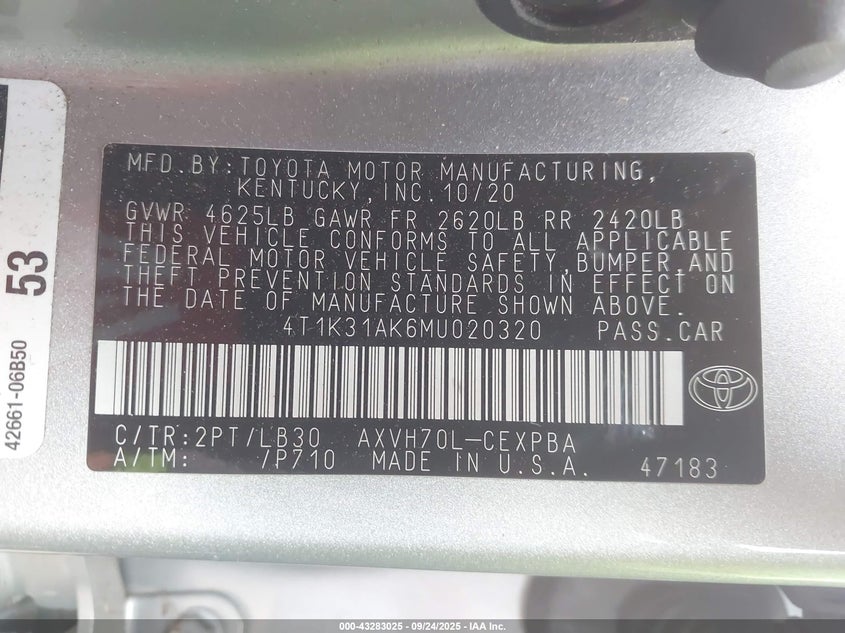 MFD.BY:TOYOTA MOTOR MANUFACTURING,
KENTUCKY,INC.10/20
GVWR 4625LB GAWR FR 2620LB RR 2420LB
THIS VEHICLE CONFORMS TO ALL APPLICABLE
FEDERAL MOTOR VEHICLE SAFETY,BUMPER,AND
THEFT PREVENTION STANDARDS IN EFFECT ON
THE DATE OF MANUFACTURE SHOWN ABOVE.
4T1K31AK6MU020320 PASS.CAR
C/TR:2PT/LB30 AXVH70L-CEXPBA
A/TM: /P710 MADE IN U.S.A. 47183
53
42661-06B50
000-43283025 - 09/24/2025 - IAA Inc.